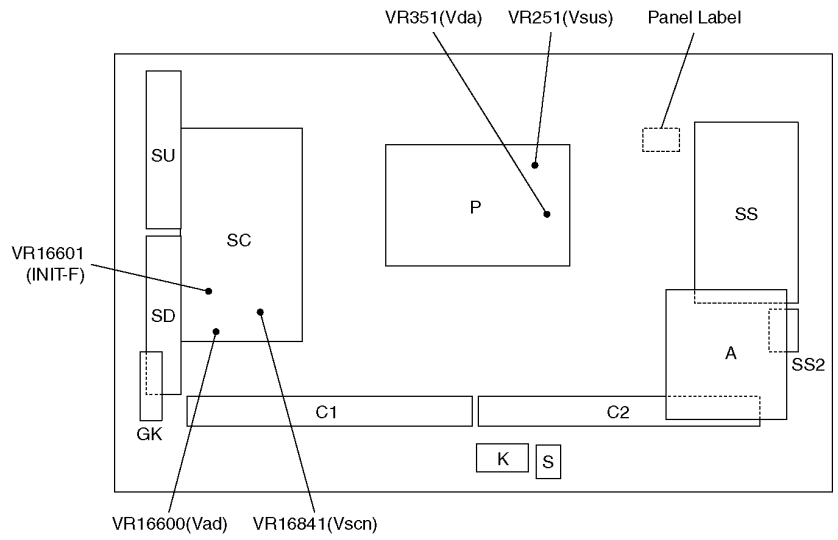 VR351(Vda)
VR251(Vsus)
Panel Label
SU
SC
P
SS
VR16601
(INIT-F)
SD
A
SS2
GK
C1
C2
K
S
VR16600(Vad)
VR16841(Vscn)